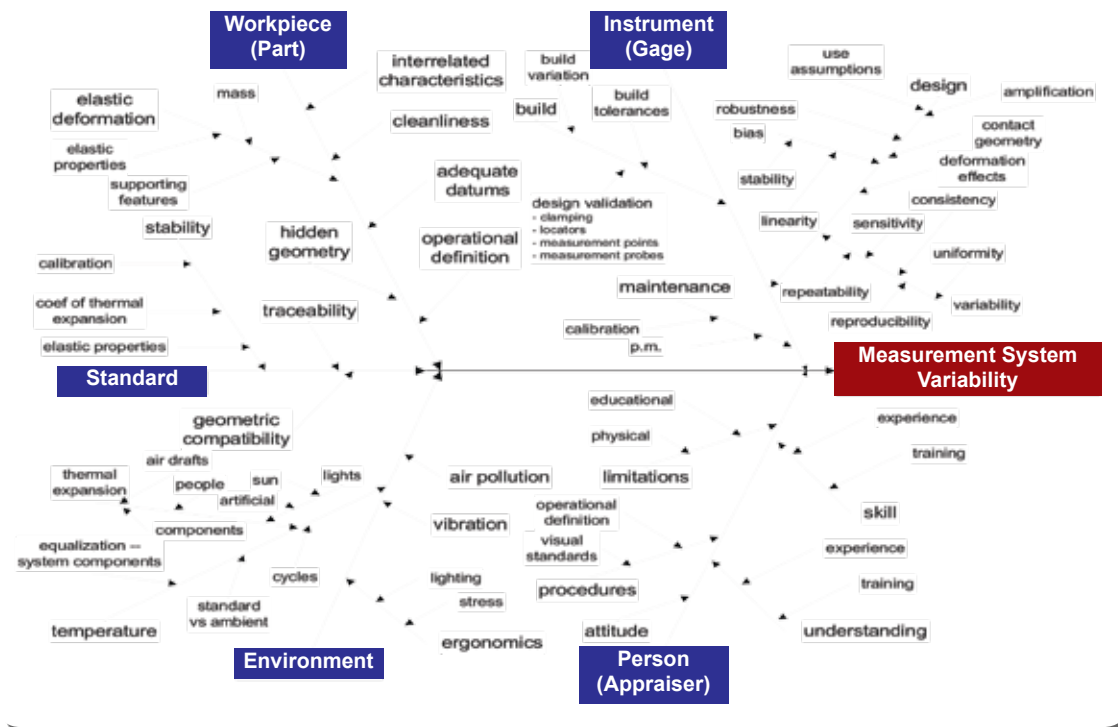 Workpiece
(Part)
Instrument
(Gage)
mass
interrelated
characteristics
build
variation
use
assumptions
elastic
deformation
build
build
tolerances
design
amplification
cleanliness
robustness
bias
contact
geometry
elastic
properties
supporting
features
adequate
datums
stability
deformation
effects
consistency
stability
hidden
geometry
operational
definition
design validation
- clamping
- locators
- measurement points
- measurement probes
linearity
sensitivity
uniformity
calibration
maintenance
repeatability
variability
coef of thermal
expansion
traceability
calibration
p.m.
reproducibility
elastic properties
Standard
Measurement System
Variability
geometric
compatibility
educational
experience
physical
training
air drafts
thermal
expansion
people
sun
lights
artificial
air pollution
limitations
components
vibration
operational
definition
visual
standards
skill
equalization --
system components
cycles
lighting
stress
experience
procedures
training
standard
vs ambient
temperature
ergonomics
attitude
understanding
Environment
Person
(Appraiser)